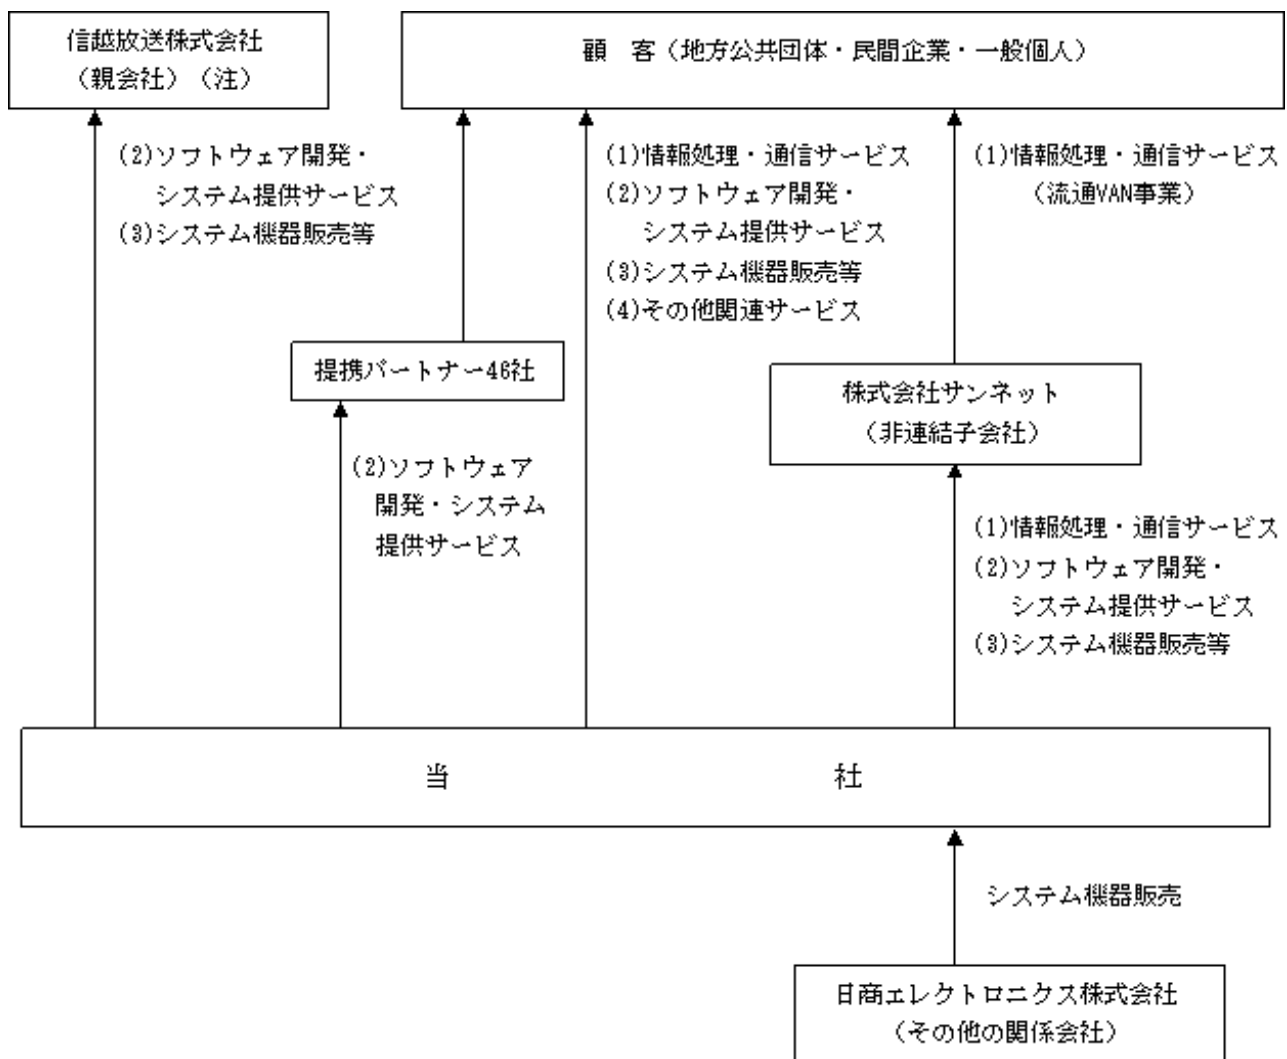 信越放送株式会社
（親会社）（注）
顧　客（地方公共団体・民間企業・一般個人）
(2)ソフトウェア開発・
システム提供サービス
(3)システム機器販売等
(1)情報処理・通信サービス
(2)ソフトウェア開発・
システム提供サービス
(3)システム機器販売等
(4)その他関連サービス
(1)情報処理・通信サービス
（流通VAN事業）
提携パートナー46社
株式会社サンネット
（非連結子会社）
(2)ソフトウェア
開発・システム
提供サービス
(1)情報処理・通信サービス
(2)ソフトウェア開発・
システム提供サービス
(3)システム機器販売等
当　社
システム機器販売
日商エレクトロニクス株式会社
（その他の関係会社）